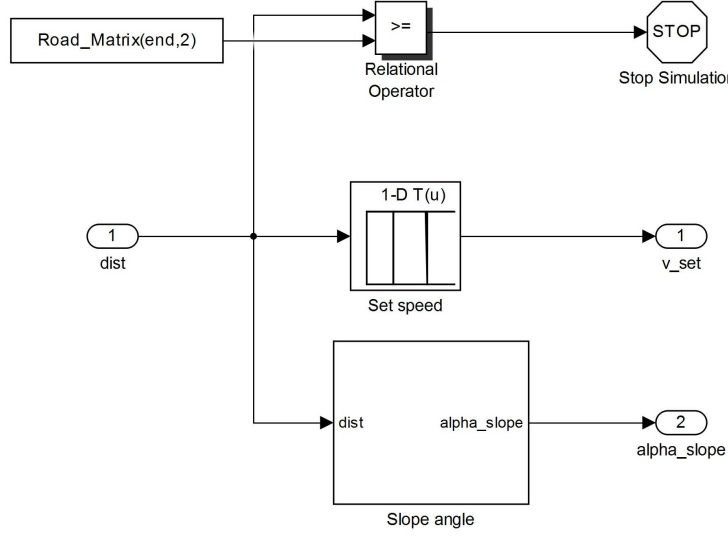 Road_Matrix(end,2)
>=
STOP
Relational
Operator
Stop Simulation
1-D T(u)
1
dist
1
v_set
Set speed
dist
alpha_slope
2
alpha_slope
Slope angle